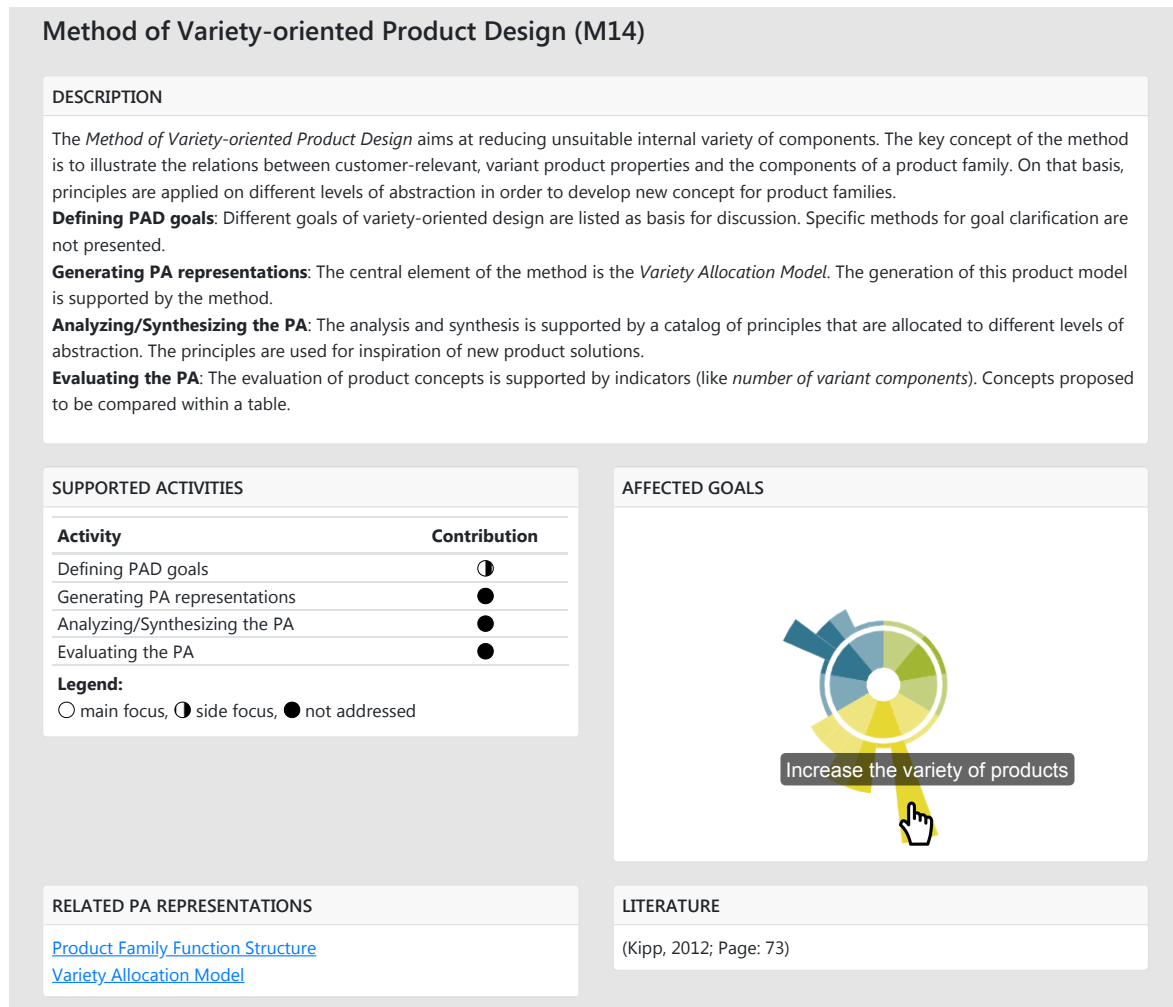 Method of Variety-oriented Product Design (M14)
DESCRIPTION
The Method of Variety-oriented Product Design aims at reducing unsuitable internal variety of components. The key concept of the method
is to illustrate the relations between customer-relevant, variant product properties and the components of a product family. On that basis,
principles are applied on different levels of abstraction in order to develop new concept for product families.
Defining PAD goals: Different goals of variety-oriented design are listed as basis for discussion. Specific methods for goal clarification are
not presented.
Generating PA representations: The central element of the method is the Variety Allocation Model. The generation of this product model
is supported by the method.
Analyzing/Synthesizing the PA: The analysis and synthesis is supported by a catalog of principles that are allocated to different levels of
abstraction. The principles are used for inspiration of new product solutions.
Evaluating the PA: The evaluation of product concepts is supported by indicators (like number of variant components). Concepts proposed
to be compared within a table.
SUPPORTED ACTIVITIES
Activity Contribution
Defining PAD goals ◑
Generating PA representations ●
Analyzing/Synthesizing the PA ●
Evaluating the PA ●
Legend:
○ main focus, ◑ side focus, ● not addressed
AFFECTED GOALS
Increase the variety of products
RELATED PA REPRESENTATIONS
Product Family Function Structure
Variety Allocation Model
LITERATURE
(Kipp, 2012; Page: 73)